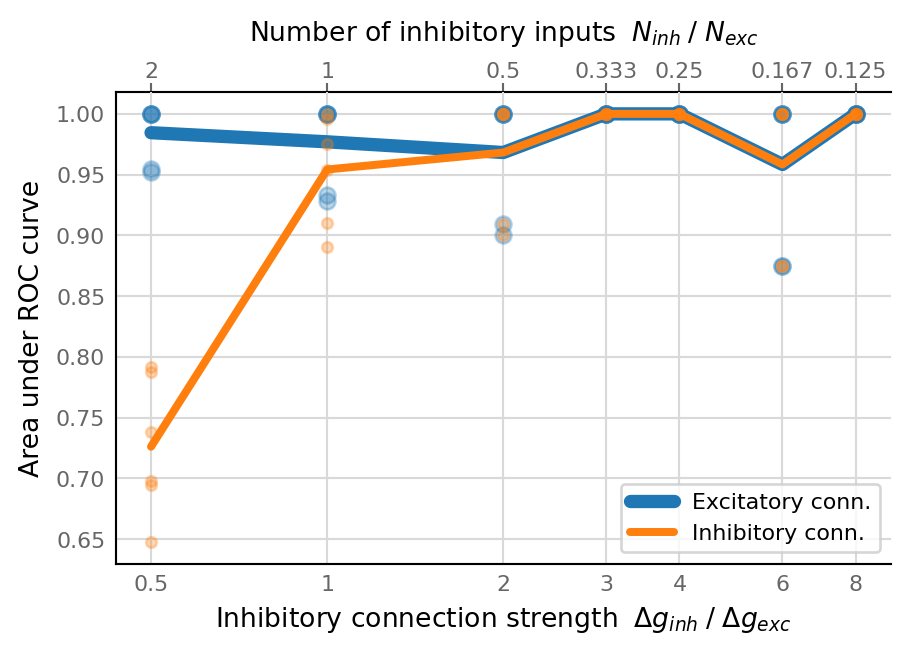 Number of inhibitory inputs N_inh / N_exc
2 1 0.5 0.333 0.25 0.167 0.125
Area under ROC curve
1.00
0.95
0.90
0.85
0.80
0.75
0.70
0.65
Excitatory conn.
Inhibitory conn.
0.5 1 2 3 4 6 8
Inhibitory connection strength Δg_inh / Δg_exc